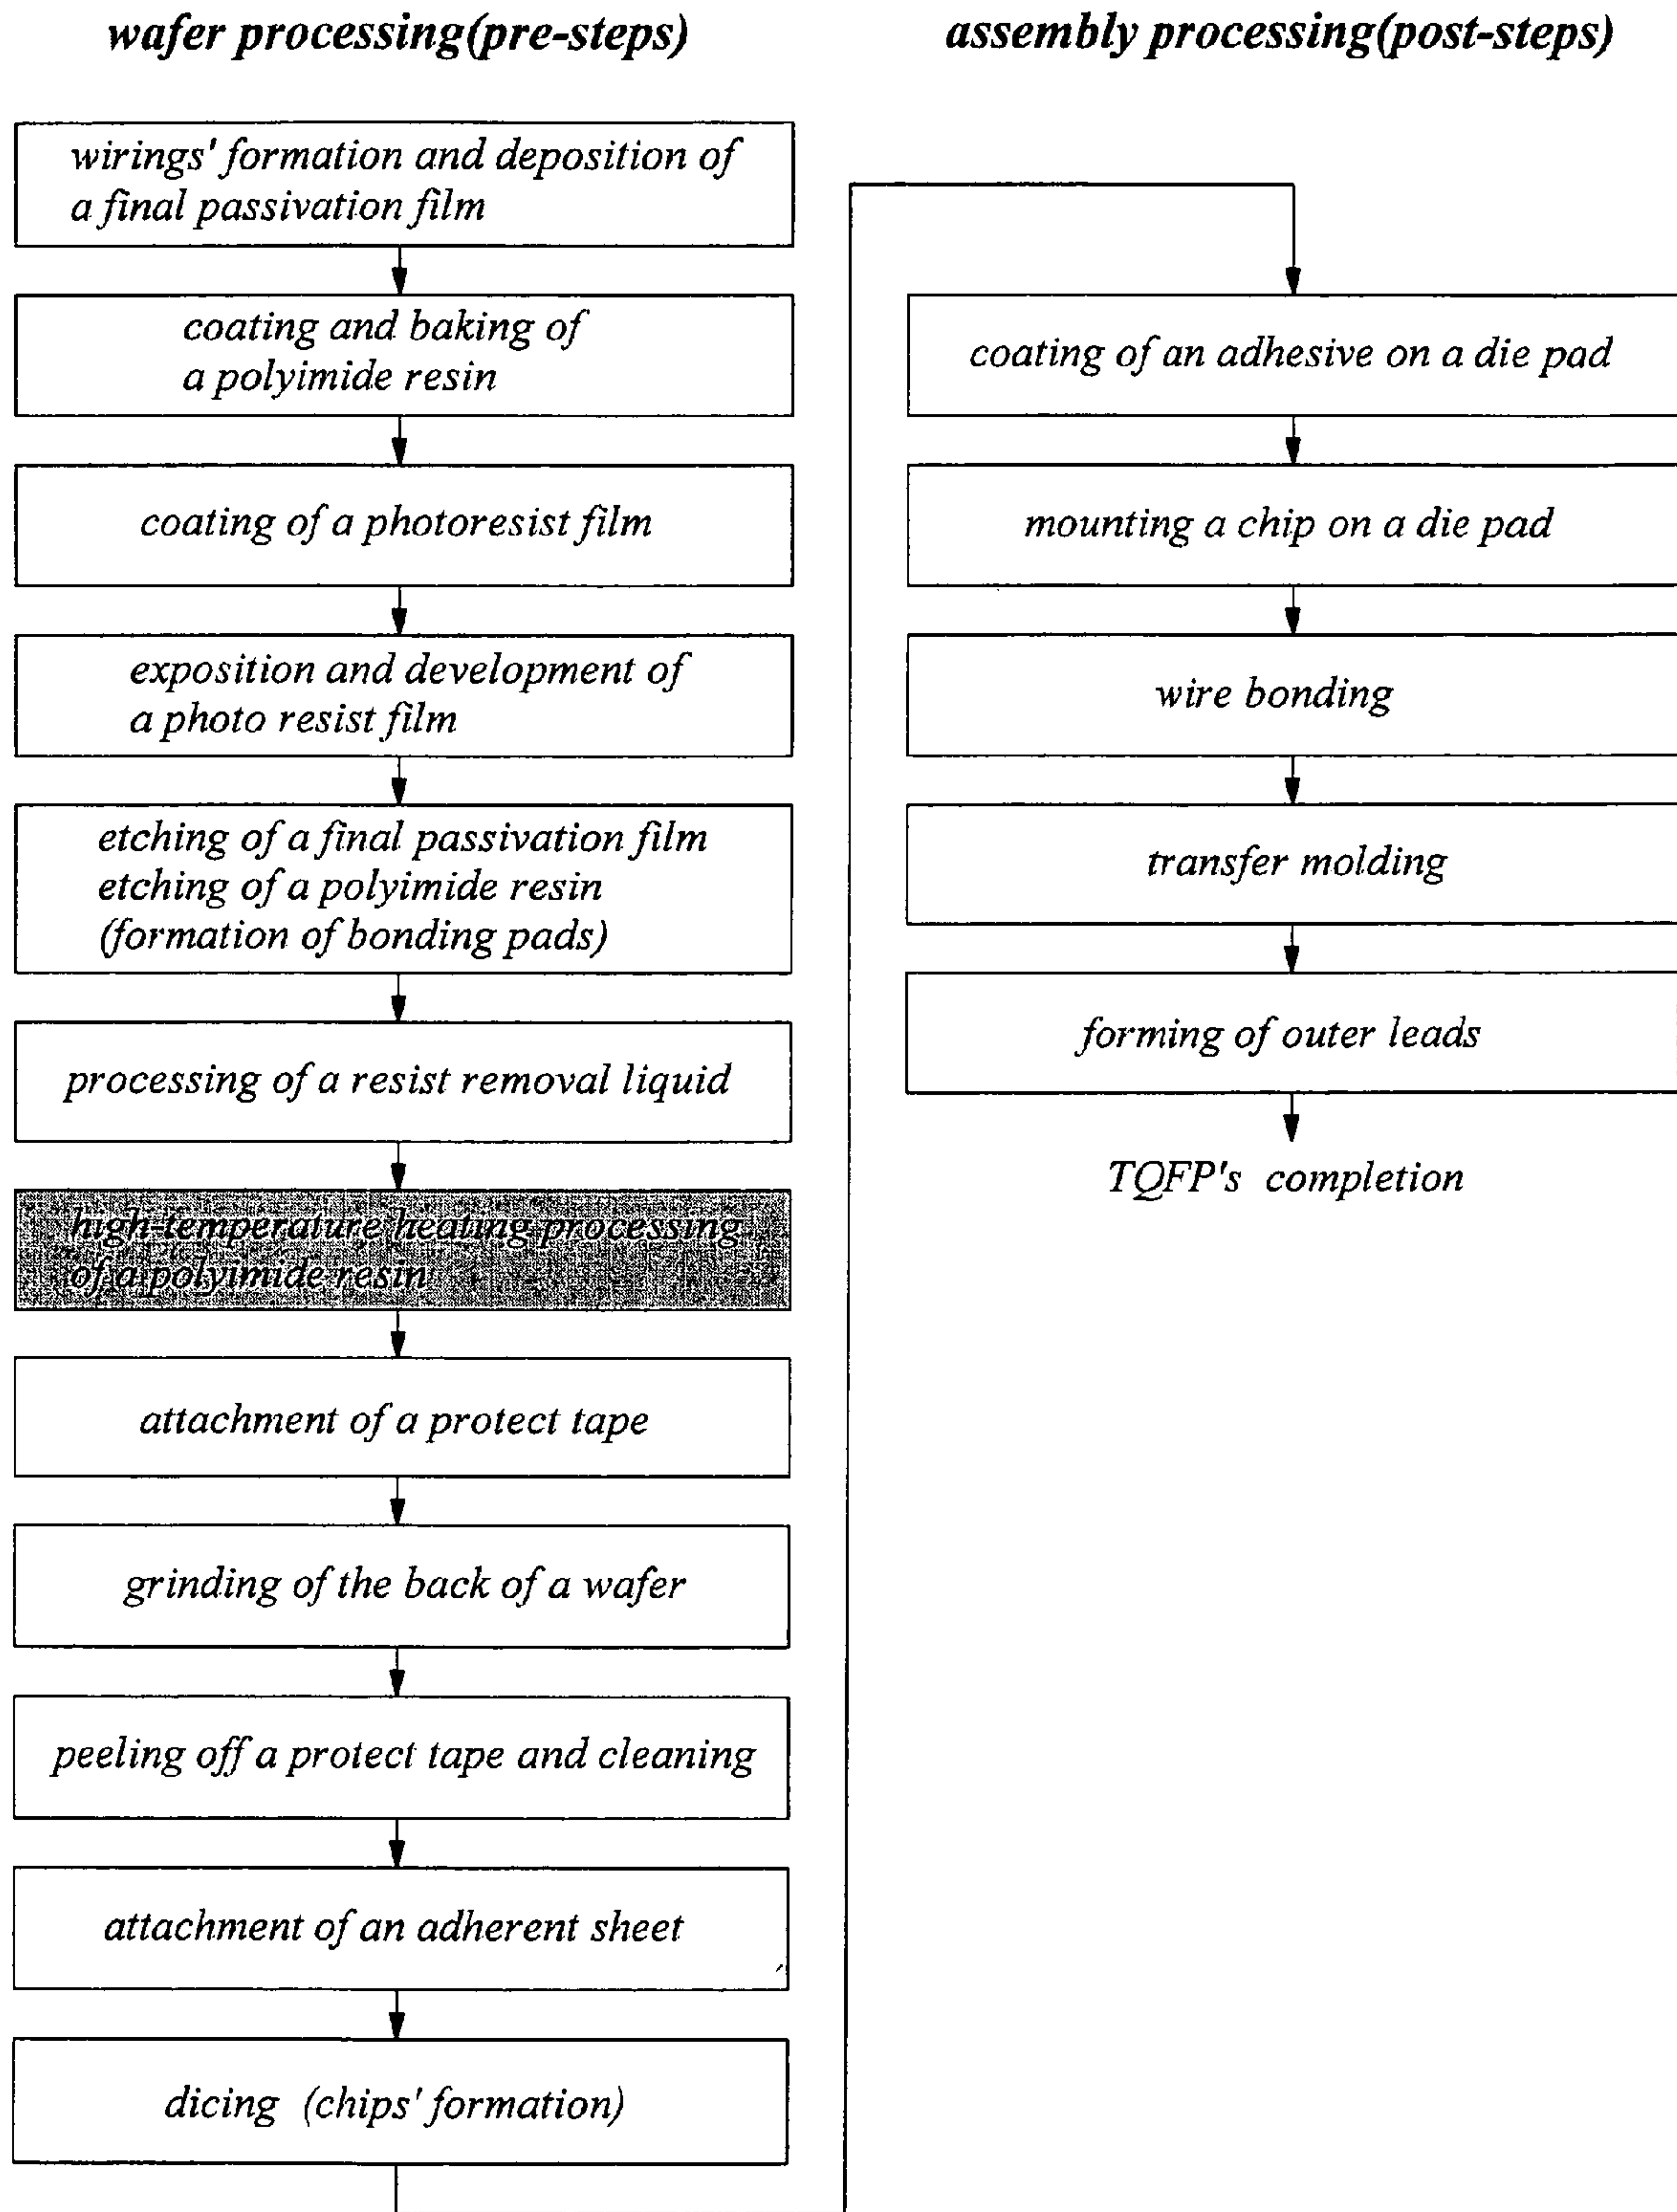 wafer processing(pre-steps)
wirings' formation and deposition of
a final passivation film
coating and baking of
a polyimide resin
coating of a photoresist film
exposition and development of
a photo resist film
etching of a final passivation film
etching of a polyimide resin
(formation of bonding pads)
processing of a resist removal liquid
high-temperature heating processing
of a polyimide resin
attachment of a protect tape
grinding of the back of a wafer
peeling off a protect tape and cleaning
attachment of an adherent sheet
dicing (chips' formation)
assembly processing(post-steps)
coating of an adhesive on a die pad
mounting a chip on a die pad
wire bonding
transfer molding
forming of outer leads
TQFP's completion